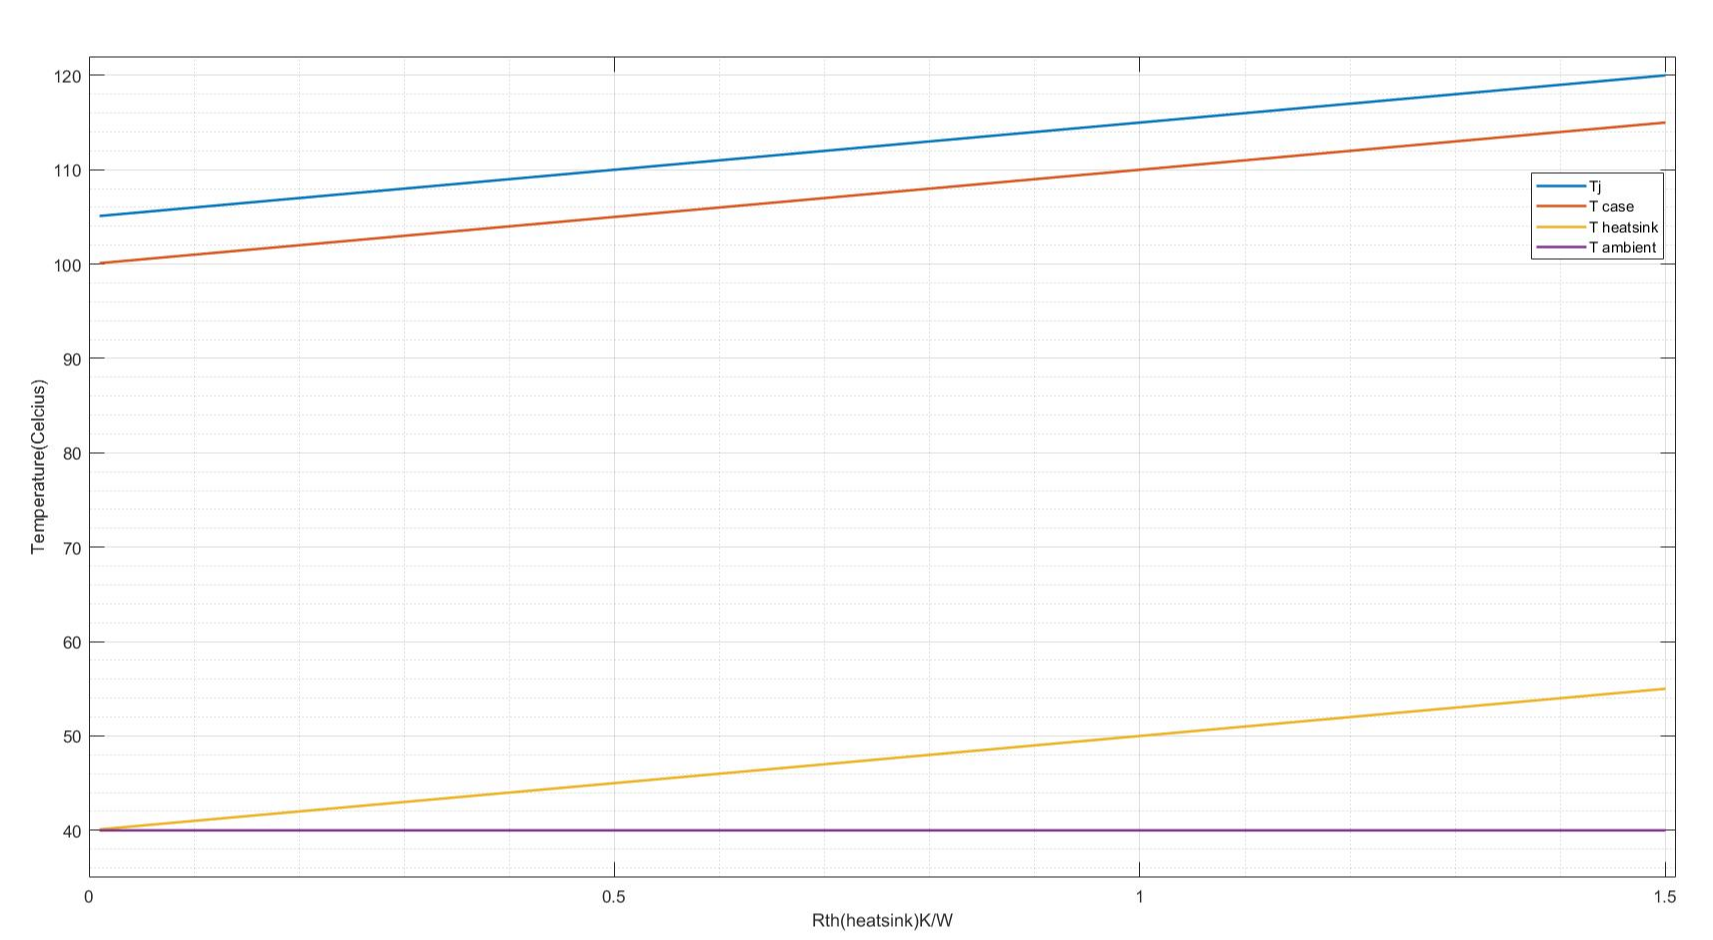 120
110
100
90
80
70
60
50
40
0
0.5
1
1.5
Temperature(Celcius)
Rth(heatsink)K/W
Tj
T case
T heatsink
T ambient